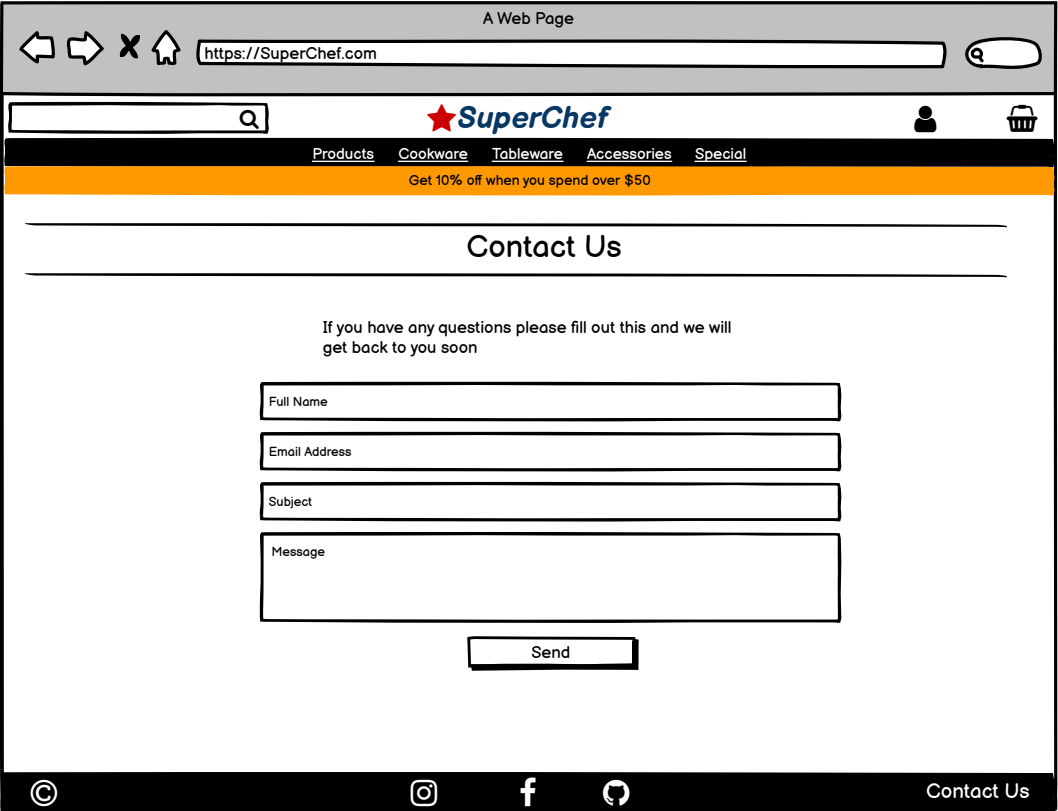 A Web Page
https://SuperChef.com
SuperChef
Products Cookware Tableware Accessories Special
Get 10% off when you spend over $50
Contact Us
If you have any questions please fill out this and we will
get back to you soon
Full Name
Email Address
Subject
Message
Send
© Contact Us